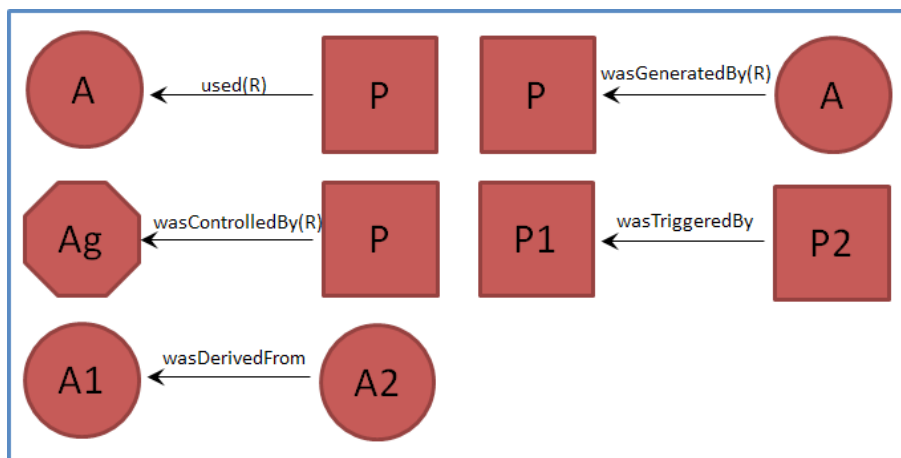 A
used(R)
P
P
wasGeneratedBy(R)
A
Ag
wasControlledBy(R)
P
P1
wasTriggeredBy
P2
A1
wasDerivedFrom
A2